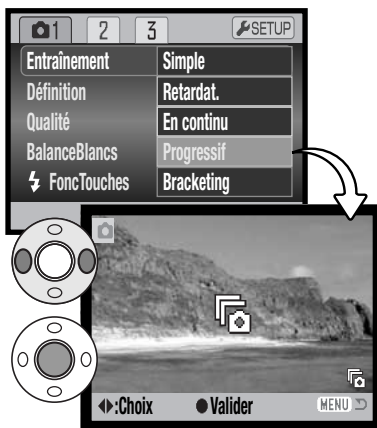 1 2 3 SETUP
Entraînement Simple
Définition Retardat.
Qualité En continu
BalanceBlancs Progressif
FoncTouches Bracketing
:Choix Valider MENU